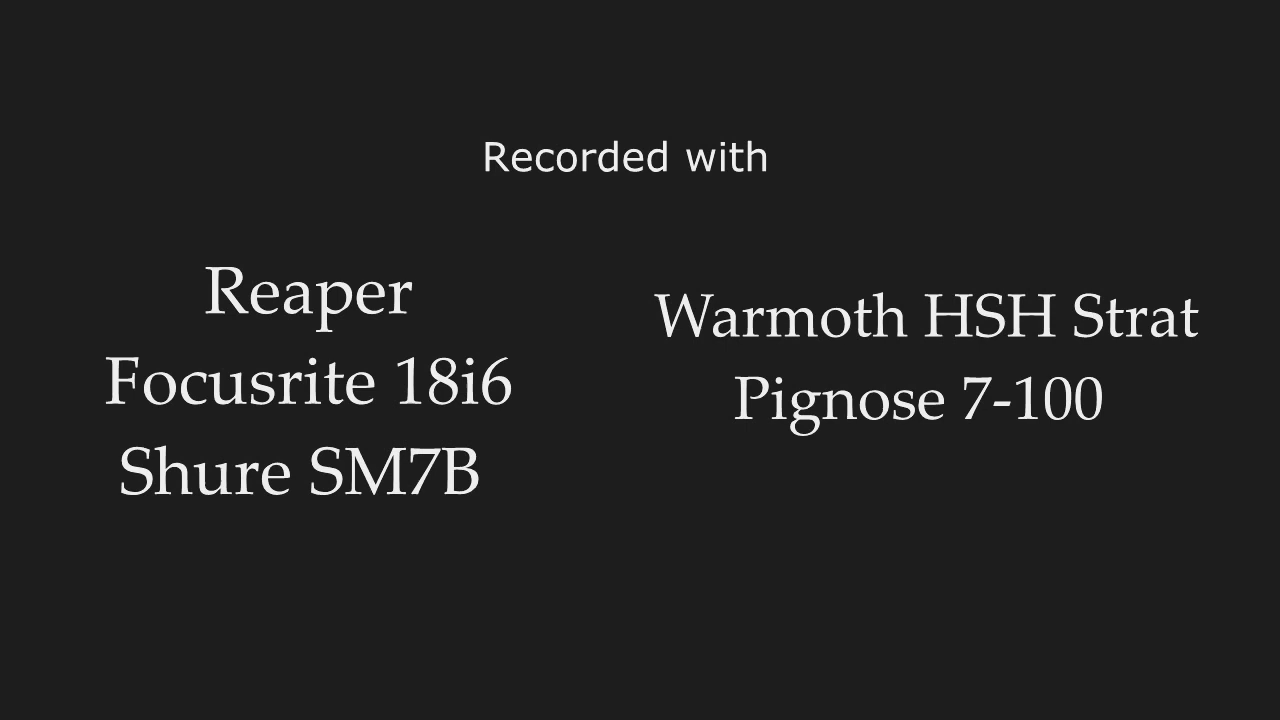 Recorded with
Reaper
Focusrite 18i6
Shure SM7B
Warmoth HSH Strat
Pignose 7-100